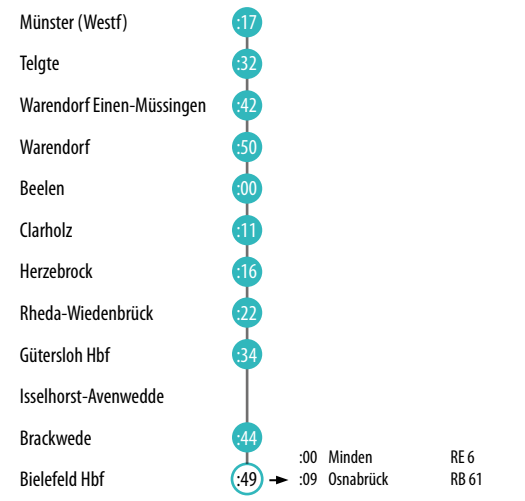 Münster (Westf) :17
Telgte :32
Warendorf Einen-Müssingen :42
Warendorf :50
Beelen :00
Clarholz :11
Herzebrock :16
Rheda-Wiedenbrück :22
Gütersloh Hbf :34
Isselhorst-Avenwedde
Brackwede :44
:00 Minden RE 6
Bielefeld Hbf :49 :09 Osnabrück RB 61